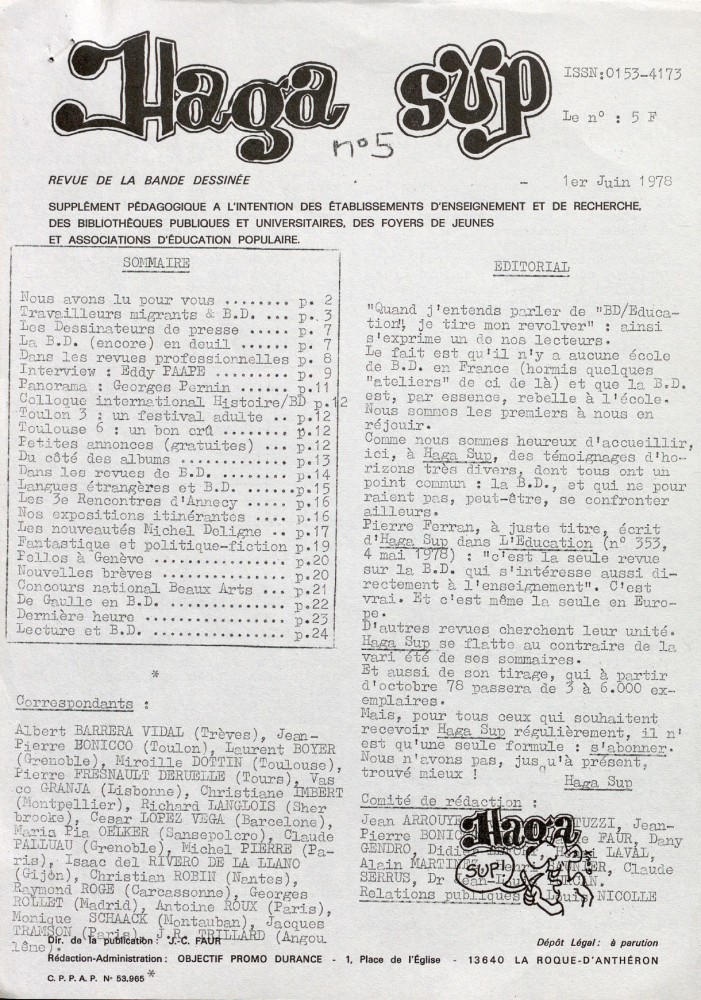 Haga sup
n°5
ISSN:0153-4173
Le n° : 5 F
REVUE DE LA BANDE DESSINÉE
- 1er Juin 1978
SUPPLÉMENT PÉDAGOGIQUE A L'INTENTION DES ÉTABLISSEMENTS D'ENSEIGNEMENT ET DE RECHERCHE,
DES BIBLIOTHÈQUES PUBLIQUES ET UNIVERSITAIRES, DES FOYERS DE JEUNES
ET ASSOCIATIONS D'ÉDUCATION POPULAIRE.
SOMMAIRE
Nous avons lu pour vous ........ p. 2
Travailleurs migrants & B.D. ... p. 3
Les Dessinateurs de presse ..... p. 7
La B.D. (encore) en deuil ...... p. 7
Dans les revues professionnelles p. 8
Interview : Eddy PAAPE ......... p. 9
Panorama : Georges Pernin ...... p.11
Colloque international Histoire/BD p.12
Toulon 3 : un festival adulte .. p.12
Toulouse 6 : un bon crû ........ p.12
Petites annonces (gratuites) ... p.12
Du côté des albums ............. p.13
Dans les revues de B.D. ........ p.14
Langues étrangères et B.D. ......p.15
Les 3e Rencontres d'Annecy ..... p.16
Nos expositions itinérantes .... p.16
Les nouveautés Michel Deligne .. p.17
Fantastique et politique-fiction p.19
Pellos à Genève ................ p.20
Nouvelles brèves ............... p.20
Concours national Beaux Arts ... p.21
De Gaulle en B.D. .............. p.22
Dernière heure ................. p.23
Lecture et B.D. ................ p.24
*
Correspondants :
Albert BARRERA VIDAL (Trèves), Jean-
Pierre BONICCO (Toulon), Laurent BOYER
(Grenoble), Mireille DOTTIN (Toulouse),
Pierre FRESNAULT DERUELLE (Tours), Vas
co GRANJA (Lisbonne), Christiane IMBERT
(Montpellier), Richard LANGLOIS (Sher
brooke), Cesar LOPEZ VEGA (Barcelone),
Maria Pia OELKER (Sansepolcro), Claude
PALLUAU (Grenoble), Michel PIERRE (Pa-
ris), Isaac del RIVERO DE LA LLANO
(Gijòn), Christian ROBIN (Nantes),
Raymond ROGE (Carcassonne), Georges
ROLLET (Madrid), Antoine ROUX (Paris),
Monique SCHAACK (Montauban), Jacques
TRAMSON (Paris), J.R. TRILLARD (Angou
lême).
EDITORIAL
"Quand j'entends parler de "BD/Educa-
tion", je tire mon revolver" : ainsi
s'exprime un de nos lecteurs.
Le fait est qu'il n'y a aucune école
de B.D. en France (hormis quelques
"ateliers" de ci de là) et que la B.D.
est, par essence, rebelle à l'école.
Nous sommes les premiers à nous en
réjouir.
Comme nous sommes heureux d'accueillir,
ici, à Haga Sup, des témoignages d'ho-
rizons très divers, dont tous ont un
point commun : la B.D., et qui ne pour
raient pas, peut-être, se confronter
ailleurs.
Pierre Ferran, à juste titre, écrit
d'Haga Sup dans L'Education (n° 353,
4 mai 1978) : "c'est la seule revue
sur la B.D. qui s'intéresse aussi di-
rectement à l'enseignement". C'est
vrai. Et c'est même la seule en Euro-
pe.
D'autres revues cherchent leur unité.
Haga Sup se flatte au contraire de la
vari été de ses sommaires.
Et aussi de son tirage, qui à partir
d'octobre 78 passera de 3 à 6.000 ex-
emplaires.
Mais, pour tous ceux qui souhaitent
recevoir Haga Sup régulièrement, il n'
est qu'une seule formule : s'abonner.
Nous n'avons pas, jusqu'à présent,
trouvé mieux !
Haga Sup
Comité de rédaction :
Jean TUZZI, Jean-
Pierre FAUR, Dany
GENDRO, LAVAL,
Alain Claude
SERRUS, Dr
Relations publiques NICOLLE
Haga
SUP!
Dir. de la publication : J.-C. FAUR
Dépôt Légal : à parution
Rédaction-Administration : OBJECTIF PROMO DURANCE - 1, Place de l'Église - 13640 LA ROQUE-D'ANTHÉRON
C. P. P. A. P. N° 53.965 *